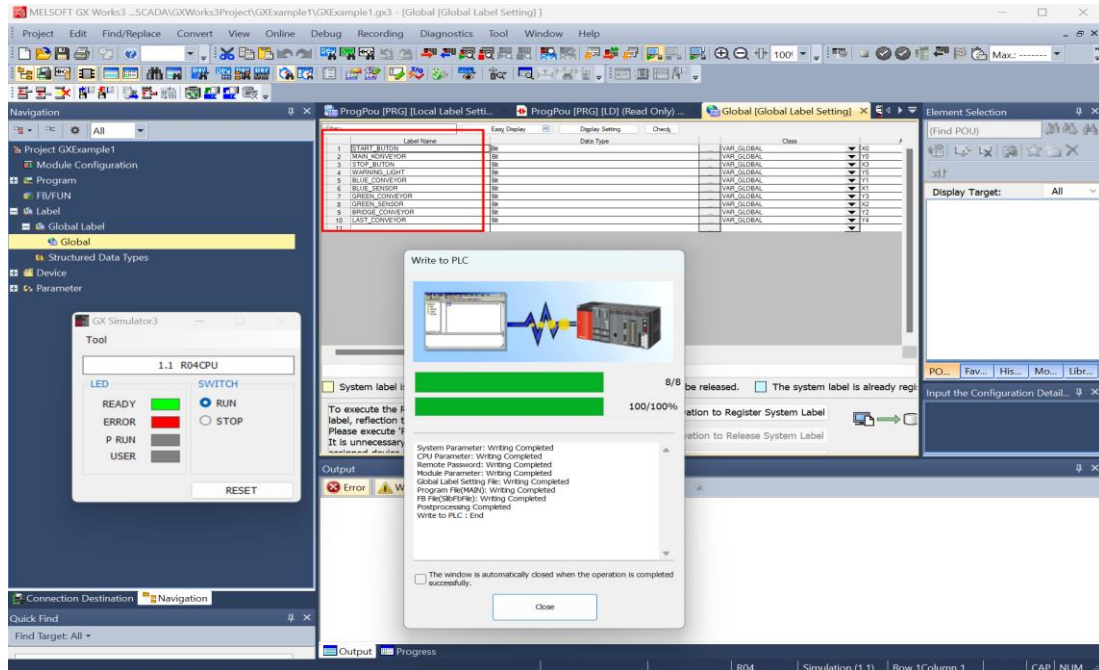 MELSOFT GX Works3 ...SCADA\GXWorks3Project\GXExample1\GXExample1.gx3 - [Global [Global Label Setting] ]
Project Edit Find/Replace Convert View Online Debug Recording Diagnostics Tool Window Help
Max.: -------
Navigation
All
Project GXExample1
Module Configuration
Program
FB/FUN
Label
Global Label
Global
Structured Data Types
Device
Parameter
ProgPou [PRG] [Local Label Setti...
ProgPou [PRG] [LD] (Read Only) ...
Global [Global Label Setting]
Easy Display Display Setting Check
Label Name Data Type Class
1 START_BUTON Bit ... VAR_GLOBAL X0
2 MAIN_KONVEYOR Bit ... VAR_GLOBAL Y0
3 STOP_BUTON Bit ... VAR_GLOBAL X3
4 WARNING_LIGHT Bit ... VAR_GLOBAL Y5
5 BLUE_CONVEYOR Bit ... VAR_GLOBAL Y1
6 BLUE_SENSOR Bit ... VAR_GLOBAL X1
7 GREEN_CONVEYOR Bit ... VAR_GLOBAL Y3
8 GREEN_SENSOR Bit ... VAR_GLOBAL X2
9 BRIDGE_CONVEYOR Bit ... VAR_GLOBAL Y2
10 LAST_CONVEYOR Bit ... VAR_GLOBAL Y4
11
Element Selection
(Find POU)
Display Target: All
PO... Fav... His... Mo... Libr...
Input the Configuration Detail...
GX Simulator3
Tool
1.1 R04CPU
LED
READY
ERROR
P RUN
USER
SWITCH
RUN
STOP
RESET
Write to PLC
8/8
100/100%
System Parameter: Writing Completed
CPU Parameter: Writing Completed
Remote Password: Writing Completed
Module Parameter: Writing Completed
Global Label Setting File: Writing Completed
Program File(MAIN): Writing Completed
FB File(SlibFbFile): Writing Completed
Postprocessing Completed
Write to PLC : End
The window is automatically closed when the operation is completed
successfully.
Close
System label i
be released. The system label is already regi
To execute the
label, reflection t
Please execute
It is unnecessary
ation to Register System Label
ation to Release System Label
Output
Error W
Connection Destination Navigation
Quick Find
Find Target: All
Output Progress
R04 Simulation (1.1) Row 1Column 1 CAP NUM